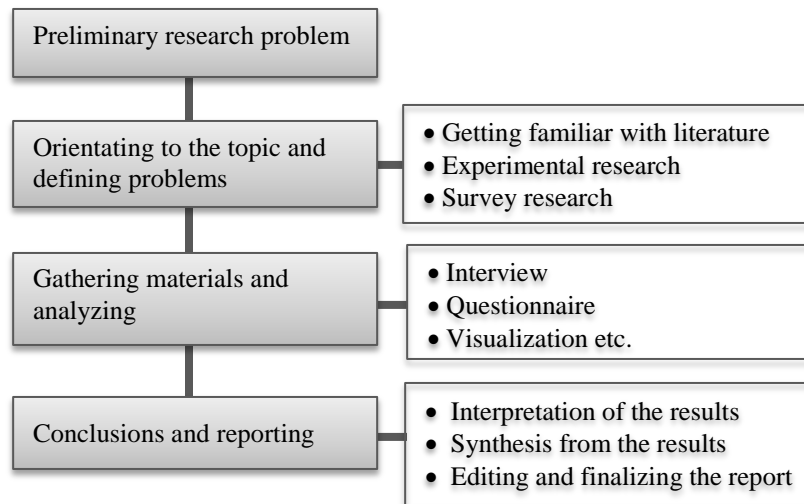 Preliminary research problem
Orientating to the topic and
defining problems
• Getting familiar with literature
• Experimental research
• Survey research
Gathering materials and
analyzing
• Interview
• Questionnaire
• Visualization etc.
Conclusions and reporting
• Interpretation of the results
• Synthesis from the results
• Editing and finalizing the report